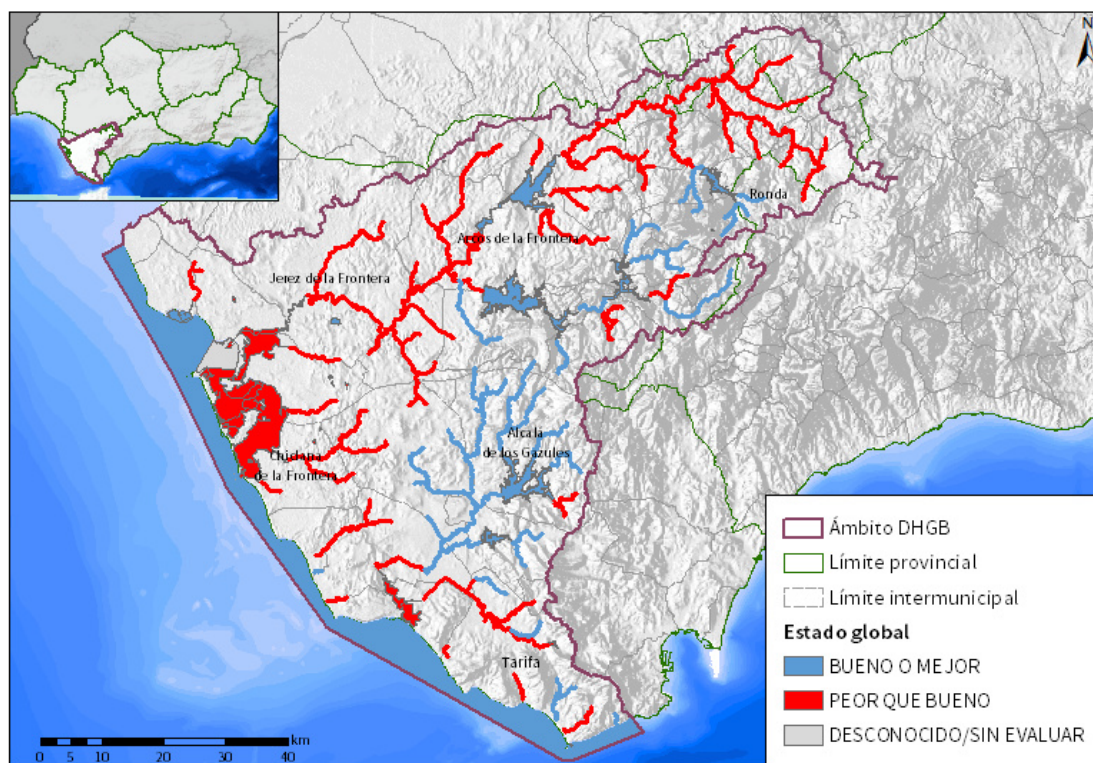 N
Ronda
Arcos de la Frontera
Jerez de la Frontera
Alcala
de los Gazules
Chiclana
de la Frontera
Tarifa
km
0 5 10 20 30 40
Ámbito DHGB
Límite provincial
Límite intermunicipal
Estado global
BUENO O MEJOR
PEOR QUE BUENO
DESCONOCIDO/SIN EVALUAR